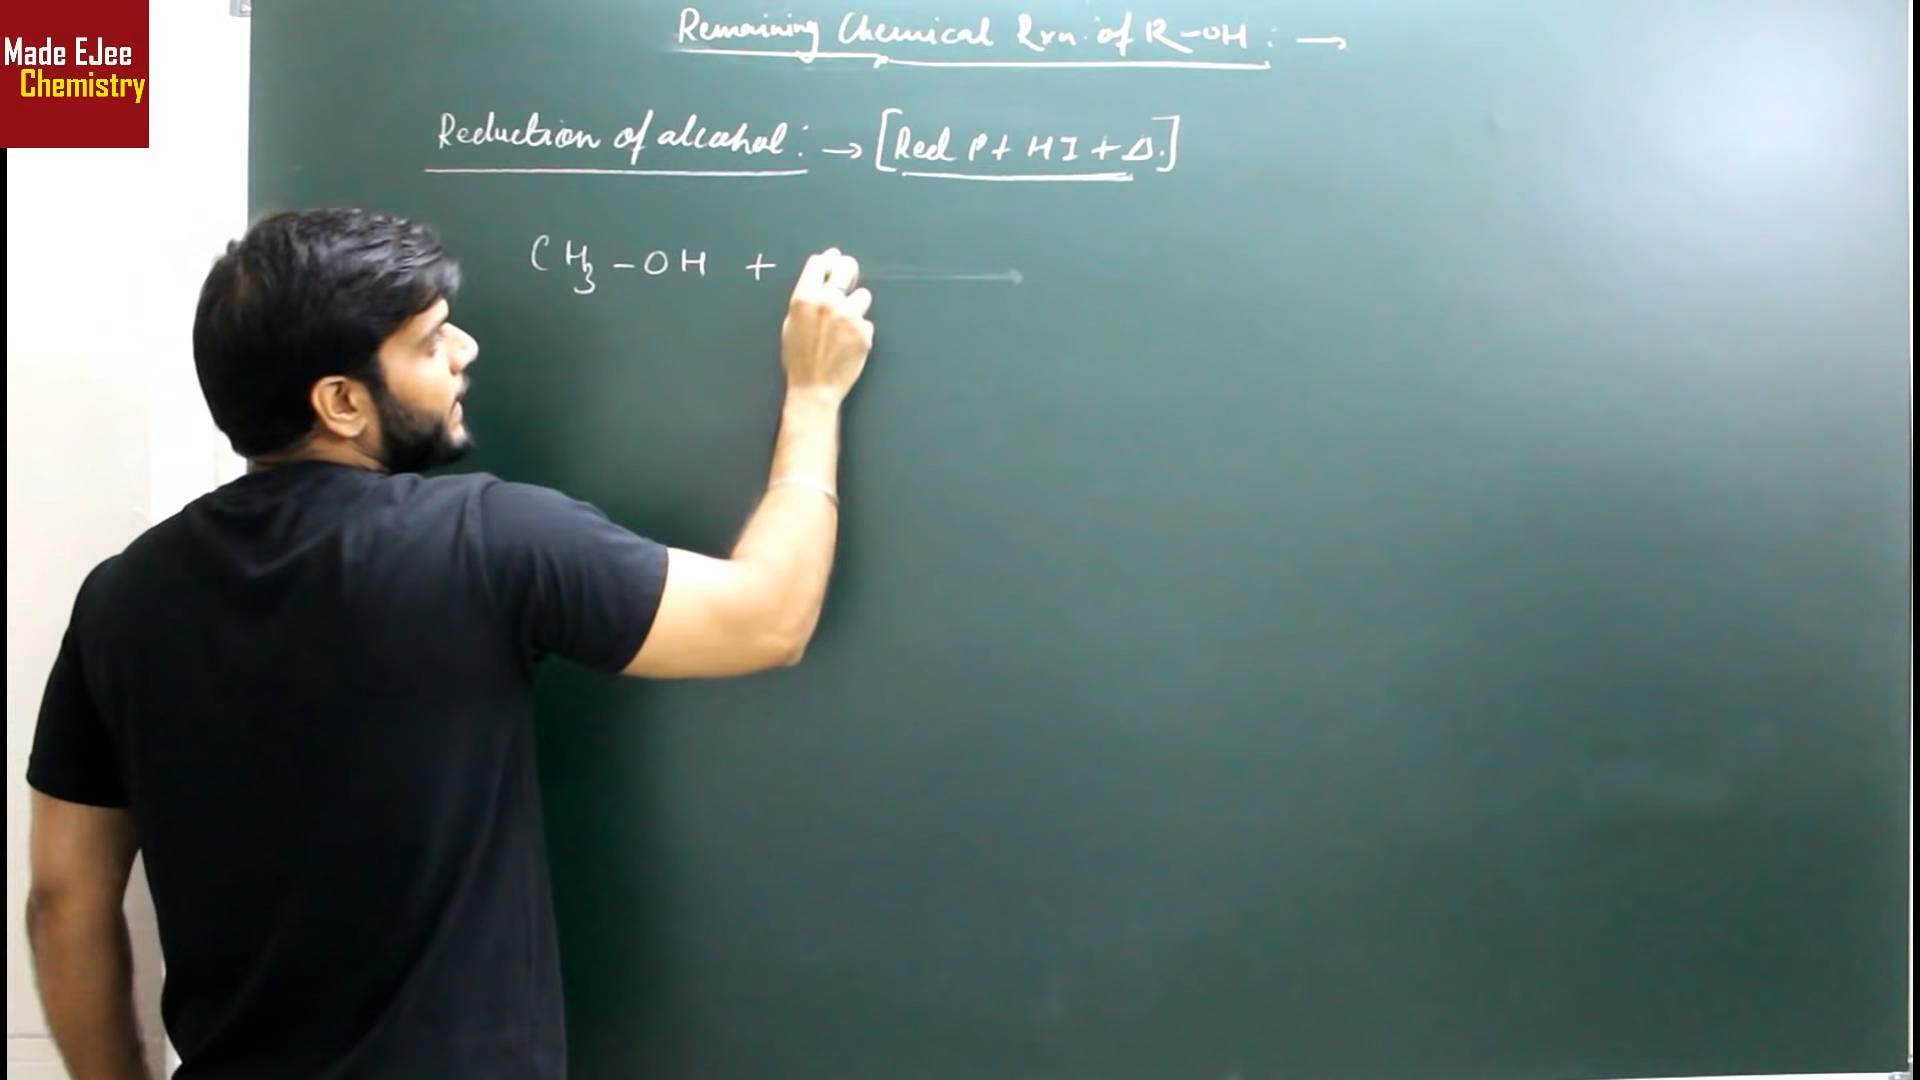 Made EJee
Chemistry
Remaining Chemical Rxn. of R-OH : →
Reduction of alcohol : → [Red P + HI + Δ.]
CH3 - OH +